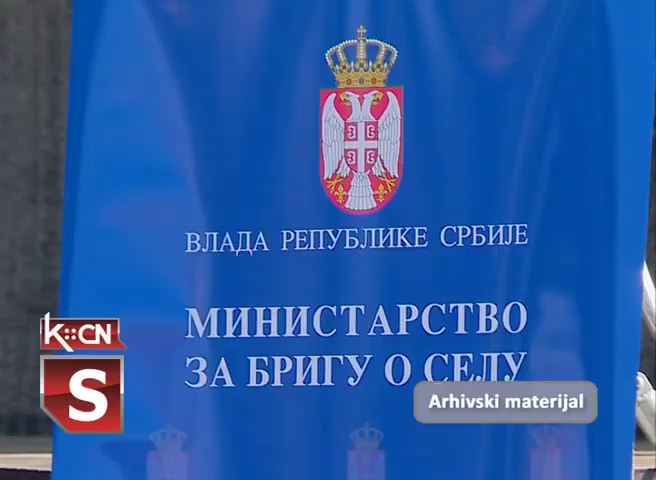 ВЛАДА РЕПУБЛИКЕ СРБИЈЕ
МИНИСТАРСТВО
ЗА БРИГУ О СЕЛУ
Arhivski materijal
K::CN
S